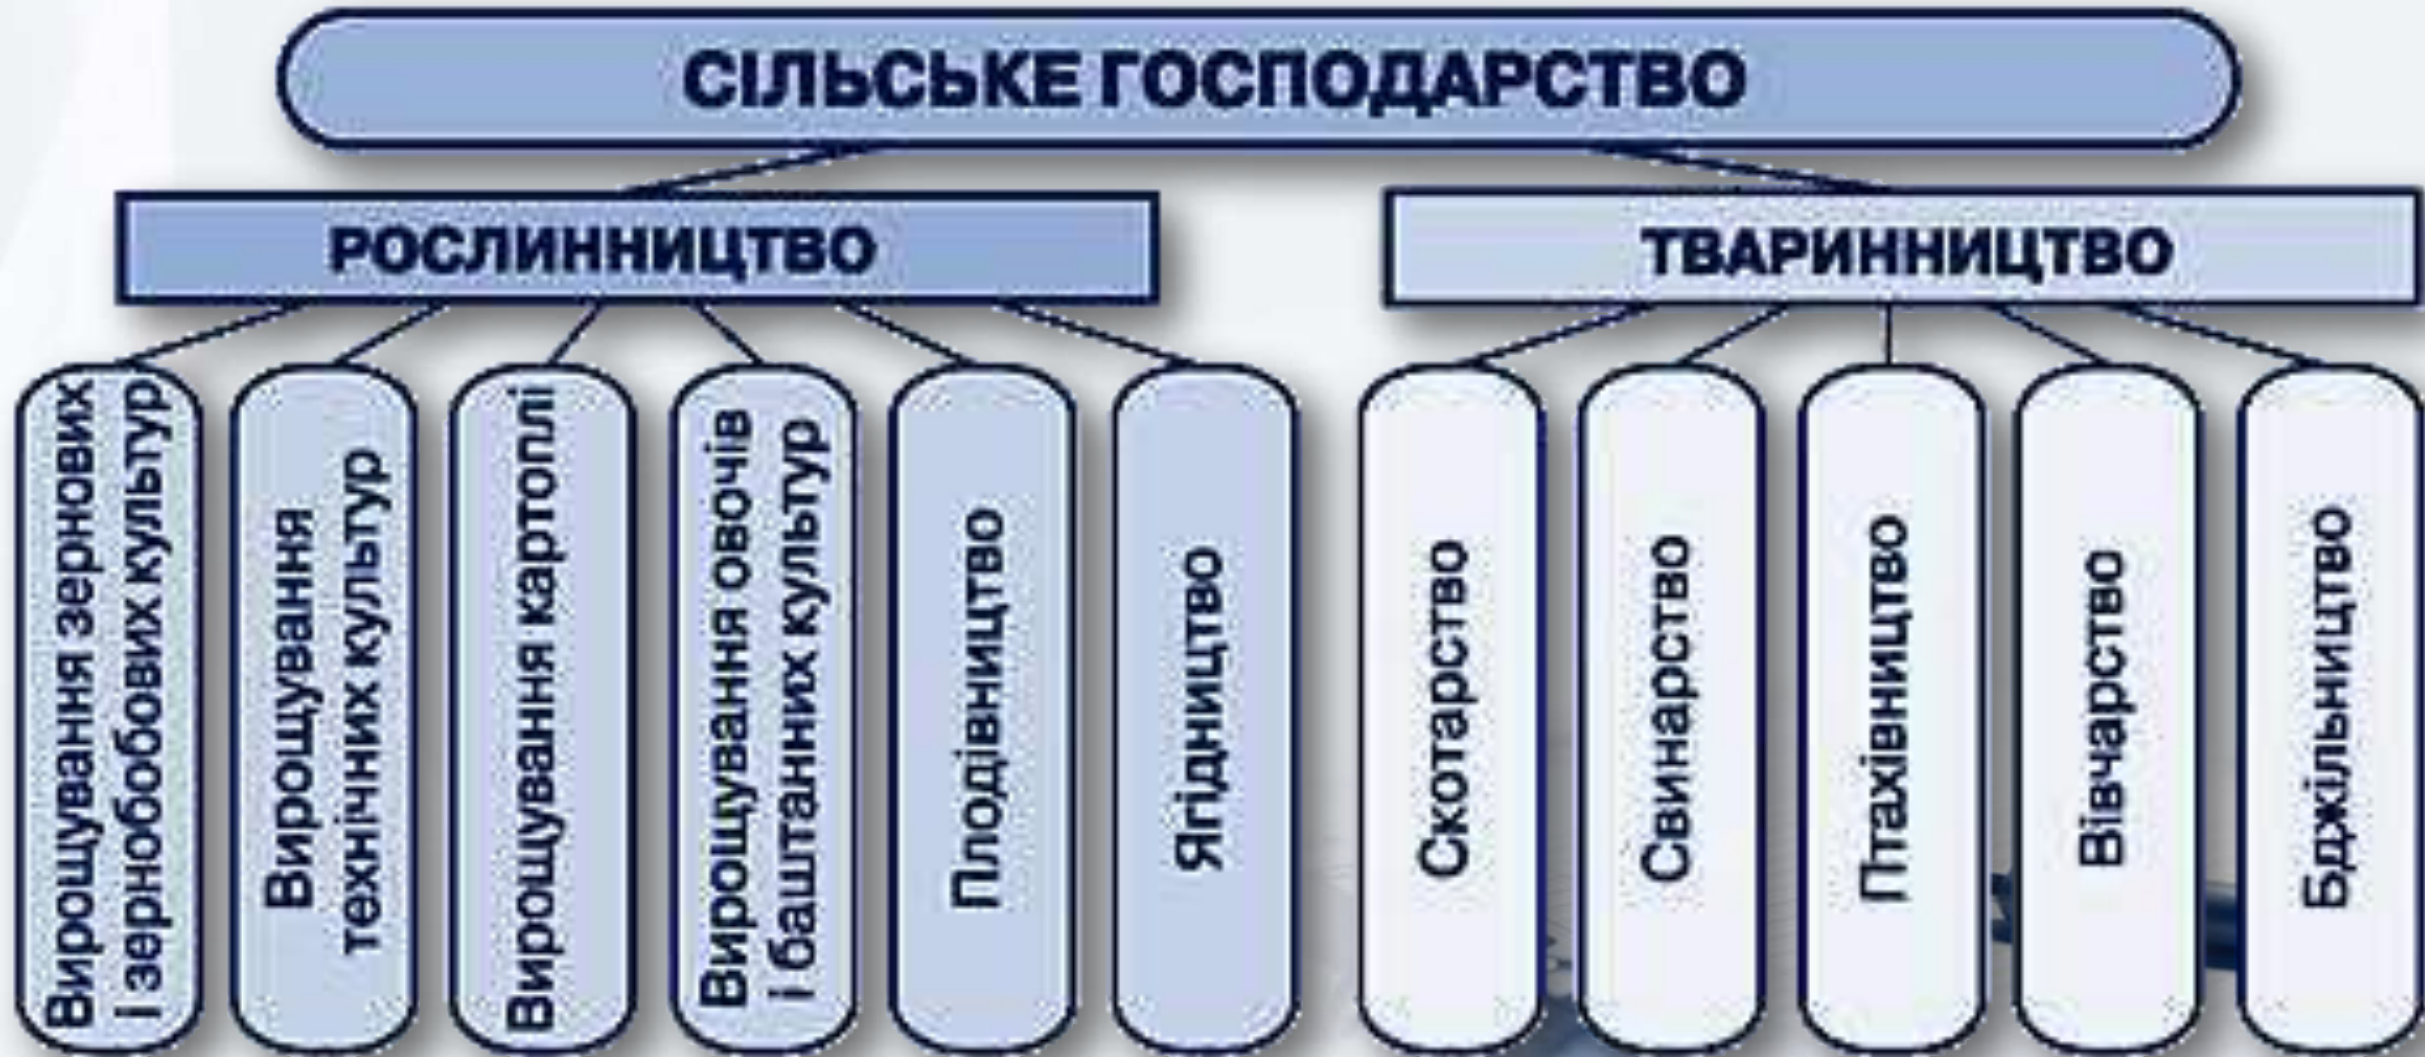 СІЛЬСЬКЕ ГОСПОДАРСТВО
РОСЛИННИЦТВО
ТВАРИННИЦТВО
Вирощування зернових
і зернобобових культур
Вирощування
технічних культур
Вирощування картоплі
Вирощування овочів
і баштанних культур
Плодівництво
Ягідництво
Скотарство
Свинарство
Птахівництво
Вівчарство
Бджільництво